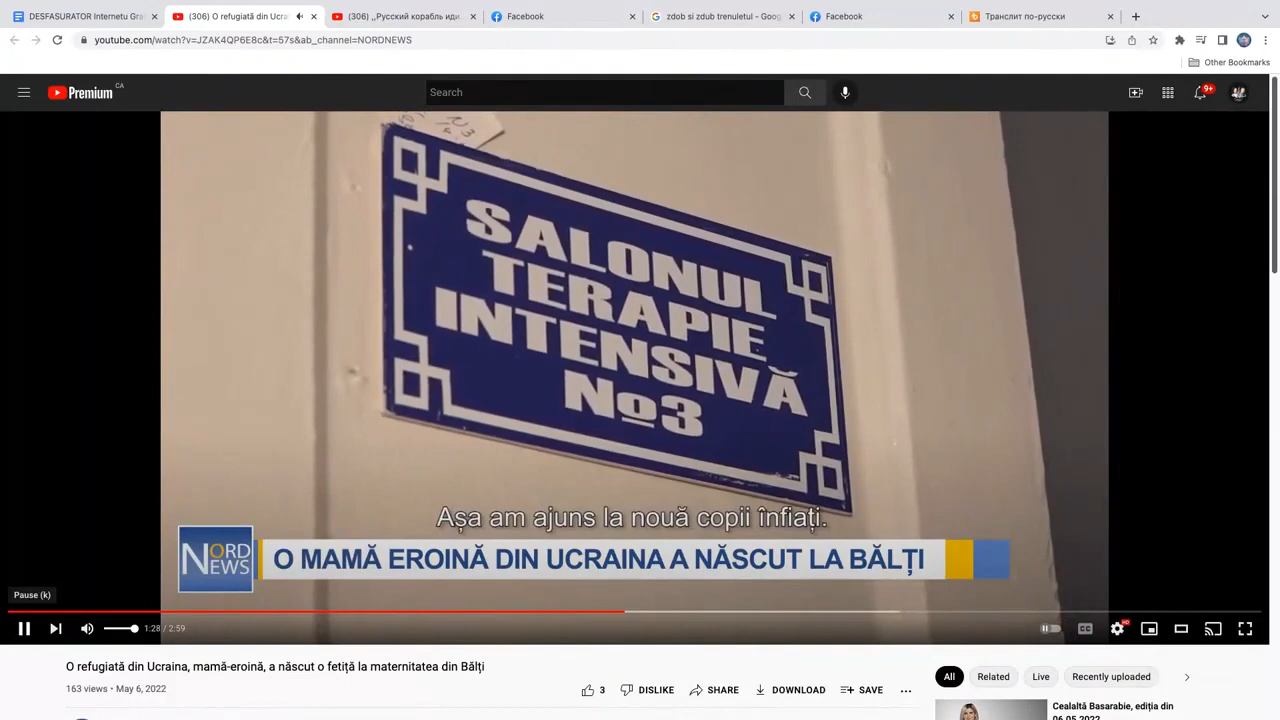 DESFASURATOR Internetu Gra
(306) O refugiată din Ucra
(306) ,,Русский корабль иди
Facebook
zdob si zdub trenuletul - Goog
Facebook
Транслит по-русски
youtube.com/watch?v=JZAK4QP6E8c&t=57s&ab_channel=NORDNEWS
Other Bookmarks
Premium CA
Search
9+
SALONUL
TERAPIE
INTENSIVĂ
№3
Așa am ajuns la nouă copii înfiați.
NORD
NEWS
O MAMĂ EROINĂ DIN UCRAINA A NĂSCUT LA BĂLȚI
Pause (k)
1:28 / 2:59
CC
HD
O refugiată din Ucraina, mamă-eroină, a născut o fetiță la maternitatea din Bălți
163 views • May 6, 2022
3
DISLIKE
SHARE
DOWNLOAD
SAVE
All
Related
Live
Recently uploaded
Cealaltă Basarabie, ediția din
06.05.2022